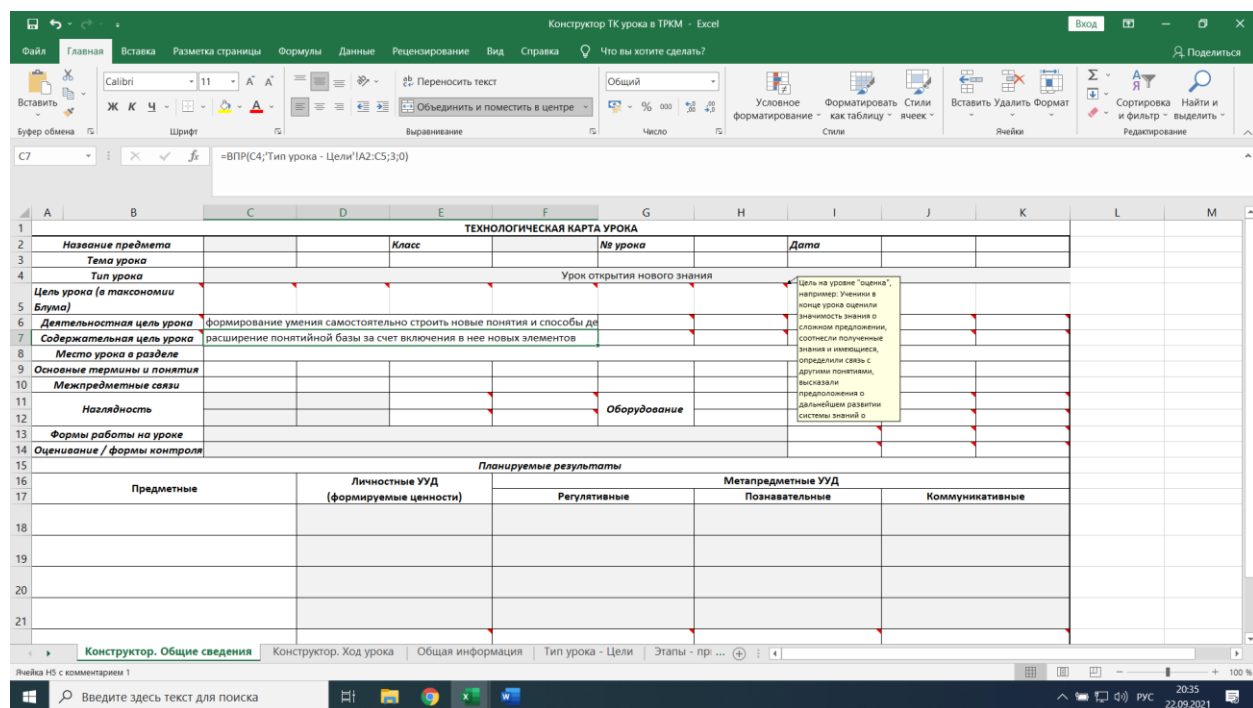 Конструктор ТК урока в ТРКМ - Excel
Вход
Файл Главная Вставка Разметка страницы Формулы Данные Рецензирование Вид Справка Что вы хотите сделать? Поделиться
Calibri 11 А А Переносить текст Общий
Вставить Ж К Ч А Объединить и поместить в центре % 000
Условное форматирование
Форматировать как таблицу
Стили ячеек
Вставить Удалить Формат
Сортировка и фильтр
Найти и выделить
Буфер обмена Шрифт Выравнивание Число Стили Ячейки Редактирование
C7 fx =ВПР(C4;'Тип урока - Цели'!A2:C5;3;0)
A B C D E F G H I J K L M
1 ТЕХНОЛОГИЧЕСКАЯ КАРТА УРОКА
2 Название предмета Класс № урока Дата
3 Тема урока
4 Тип урока Урок открытия нового знания
Цель урока (в таксономии
5 Блума)
6 Деятельностная цель урока формирование умения самостоятельно строить новые понятия и способы де
7 Содержательная цель урока расширение понятийной базы за счет включения в нее новых элементов
8 Место урока в разделе
9 Основные термины и понятия
10 Межпредметные связи
11
Наглядность Оборудование
12
13 Формы работы на уроке
14 Оценивание / формы контроля
Цель на уровне "оценка",
например: Ученики в
конце урока оценили
значимость знания о
сложном предложении,
соотнесли полученные
знания и имеющиеся,
определили связь с
другими понятиями,
высказали
предположения о
дальнейшем развитии
системы знаний о
15 Планируемые результаты
16 Предметные Личностные УУД Метапредметные УУД
17 (формируемые ценности) Регулятивные Познавательные Коммуникативные
18
19
20
21
Конструктор. Общие сведения Конструктор. Ход урока Общая информация Тип урока - Цели Этапы - пр ...
Ячейка H5 с комментарием 1
100 %
Введите здесь текст для поиска
РУС
20:35
22.09.2021